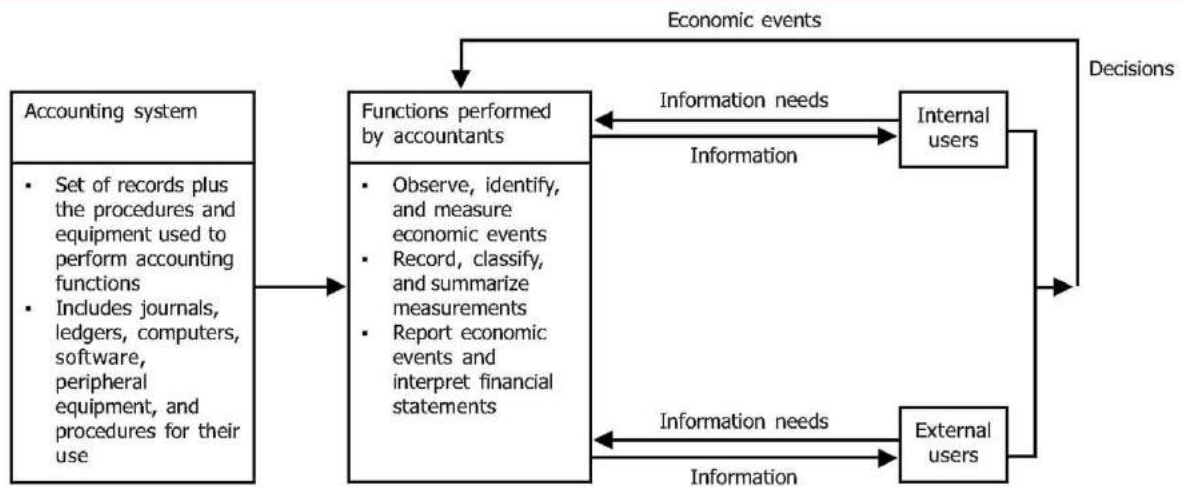 Economic events
Decisions
Accounting system
▪ Set of records plus
the procedures and
equipment used to
perform accounting
functions
▪ Includes journals,
ledgers, computers,
software,
peripheral
equipment, and
procedures for their
use
Functions performed
by accountants
▪ Observe, identify,
and measure
economic events
▪ Record, classify,
and summarize
measurements
▪ Report economic
events and
interpret financial
statements
Information needs
Information
Internal
users
Information needs
Information
External
users